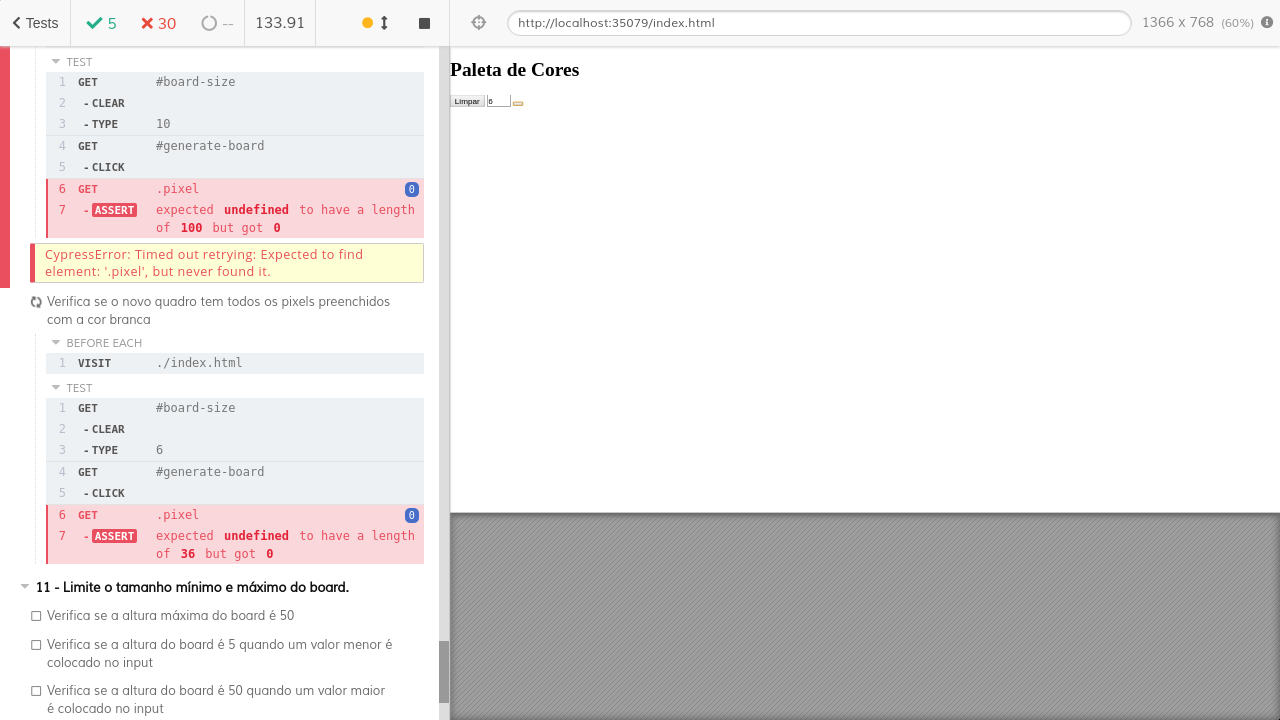 Tests 5 30 -- 133.91
http://localhost:35079/index.html 1366 x 768 (60%)
TEST
1 GET #board-size
2 - CLEAR
3 - TYPE 10
4 GET #generate-board
5 - CLICK
6 GET .pixel 0
7 - ASSERT expected undefined to have a length
of 100 but got 0
CypressError: Timed out retrying: Expected to find
element: '.pixel', but never found it.
Verifica se o novo quadro tem todos os pixels preenchidos
com a cor branca
BEFORE EACH
1 VISIT ./index.html
TEST
1 GET #board-size
2 - CLEAR
3 - TYPE 6
4 GET #generate-board
5 - CLICK
6 GET .pixel 0
7 - ASSERT expected undefined to have a length
of 36 but got 0
11 - Limite o tamanho mínimo e máximo do board.
Verifica se a altura máxima do board é 50
Verifica se a altura do board é 5 quando um valor menor é
colocado no input
Verifica se a altura do board é 50 quando um valor maior
é colocado no input
Paleta de Cores
Limpar 6